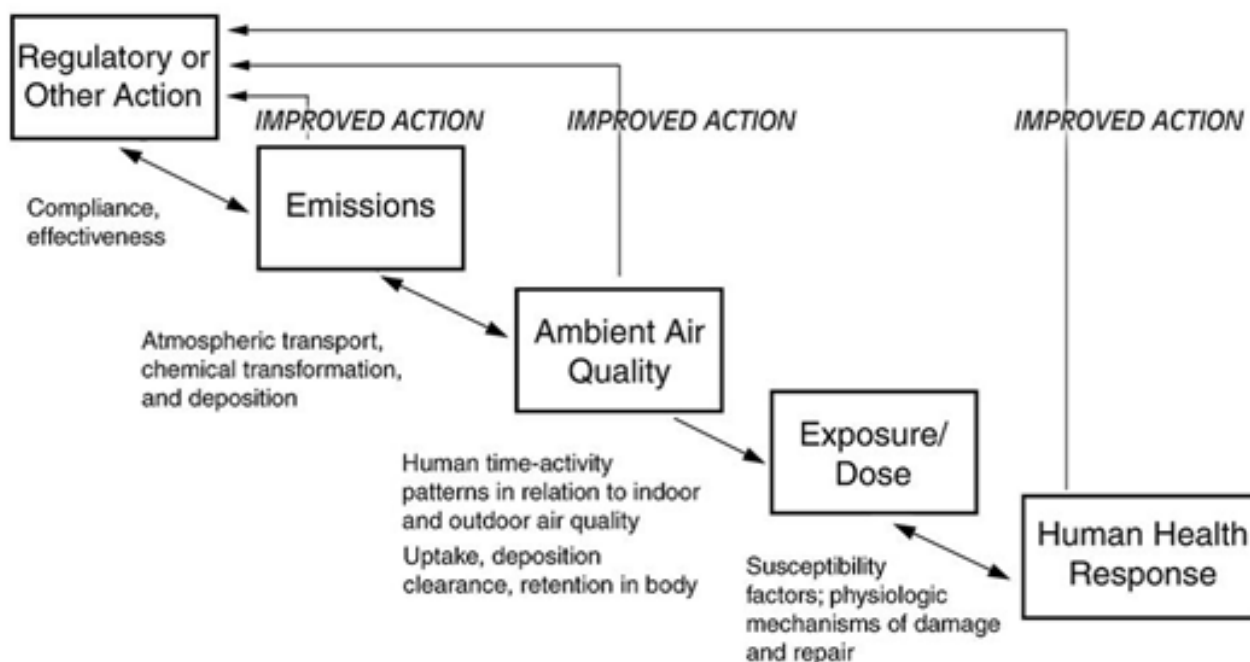 Regulatory or
Other Action
IMPROVED ACTION
IMPROVED ACTION
IMPROVED ACTION
Compliance,
effectiveness
Emissions
Atmospheric transport,
chemical transformation,
and deposition
Ambient Air
Quality
Human time-activity
patterns in relation to indoor
and outdoor air quality
Uptake, deposition
clearance, retention in body
Exposure/
Dose
Susceptibility
factors; physiologic
mechanisms of damage
and repair
Human Health
Response